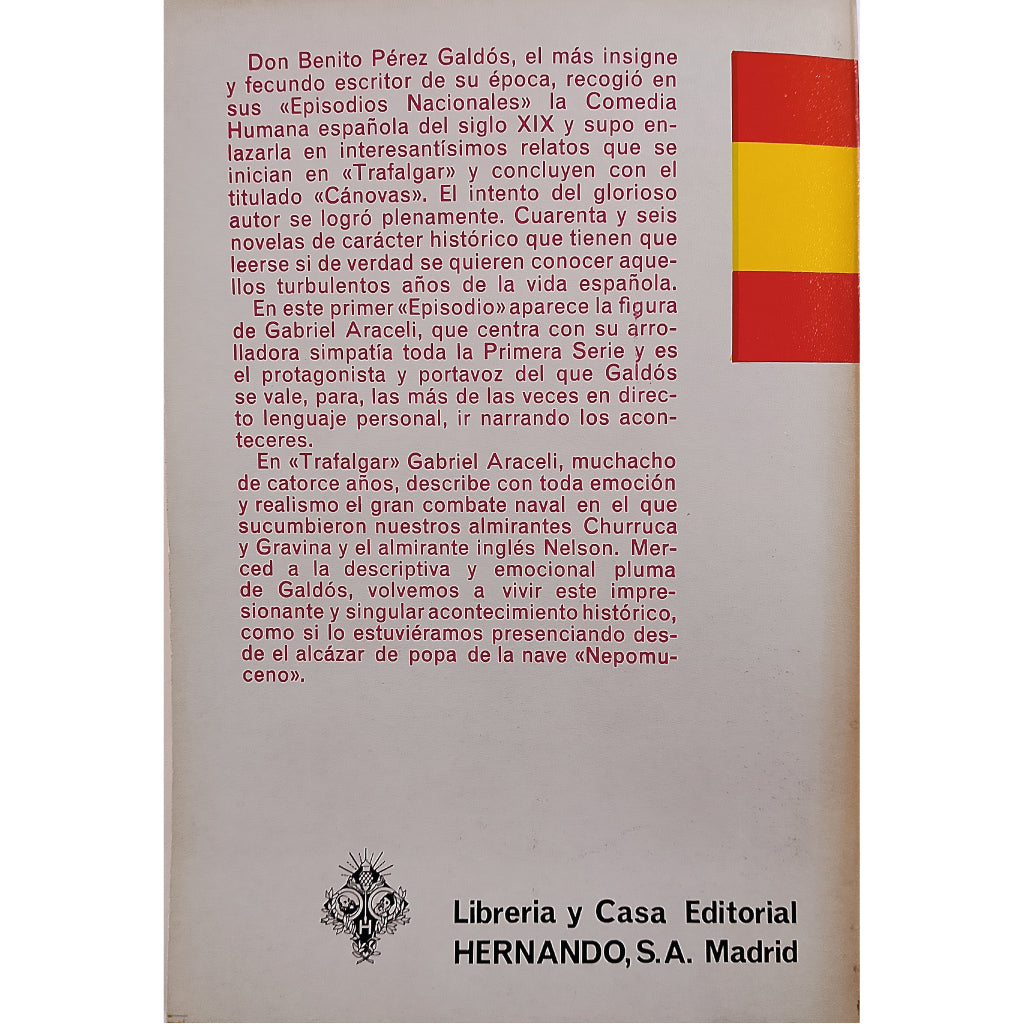 Don Benito Pérez Galdós, el más insigne
y fecundo escritor de su época, recogió en
sus «Episodios Nacionales» la Comedia
Humana española del siglo XIX y supo en-
lazarla en interesantísimos relatos que se
inician en «Trafalgar» y concluyen con el
titulado «Cánovas». El intento del glorioso
autor se logró plenamente. Cuarenta y seis
novelas de carácter histórico que tienen que
leerse si de verdad se quieren conocer aque-
llos turbulentos años de la vida española.
En este primer «Episodio» aparece la figura
de Gabriel Araceli, que centra con su arro-
lladora simpatía toda la Primera Serie y es
el protagonista y portavoz del que Galdós
se vale, para, las más de las veces en direc-
to lenguaje personal, ir narrando los acon-
teceres.
En «Trafalgar» Gabriel Araceli, muchacho
de catorce años, describe con toda emoción
y realismo el gran combate naval en el que
sucumbieron nuestros almirantes Churruca
y Gravina y el almirante inglés Nelson. Mer-
ced a la descriptiva y emocional pluma
de Galdós, volvemos a vivir este impre-
sionante y singular acontecimiento histórico,
como si lo estuviéramos presenciando des-
de el alcázar de popa de la nave «Nepomu-
ceno».
H
Libreria y Casa Editorial
HERNANDO, S.A. Madrid